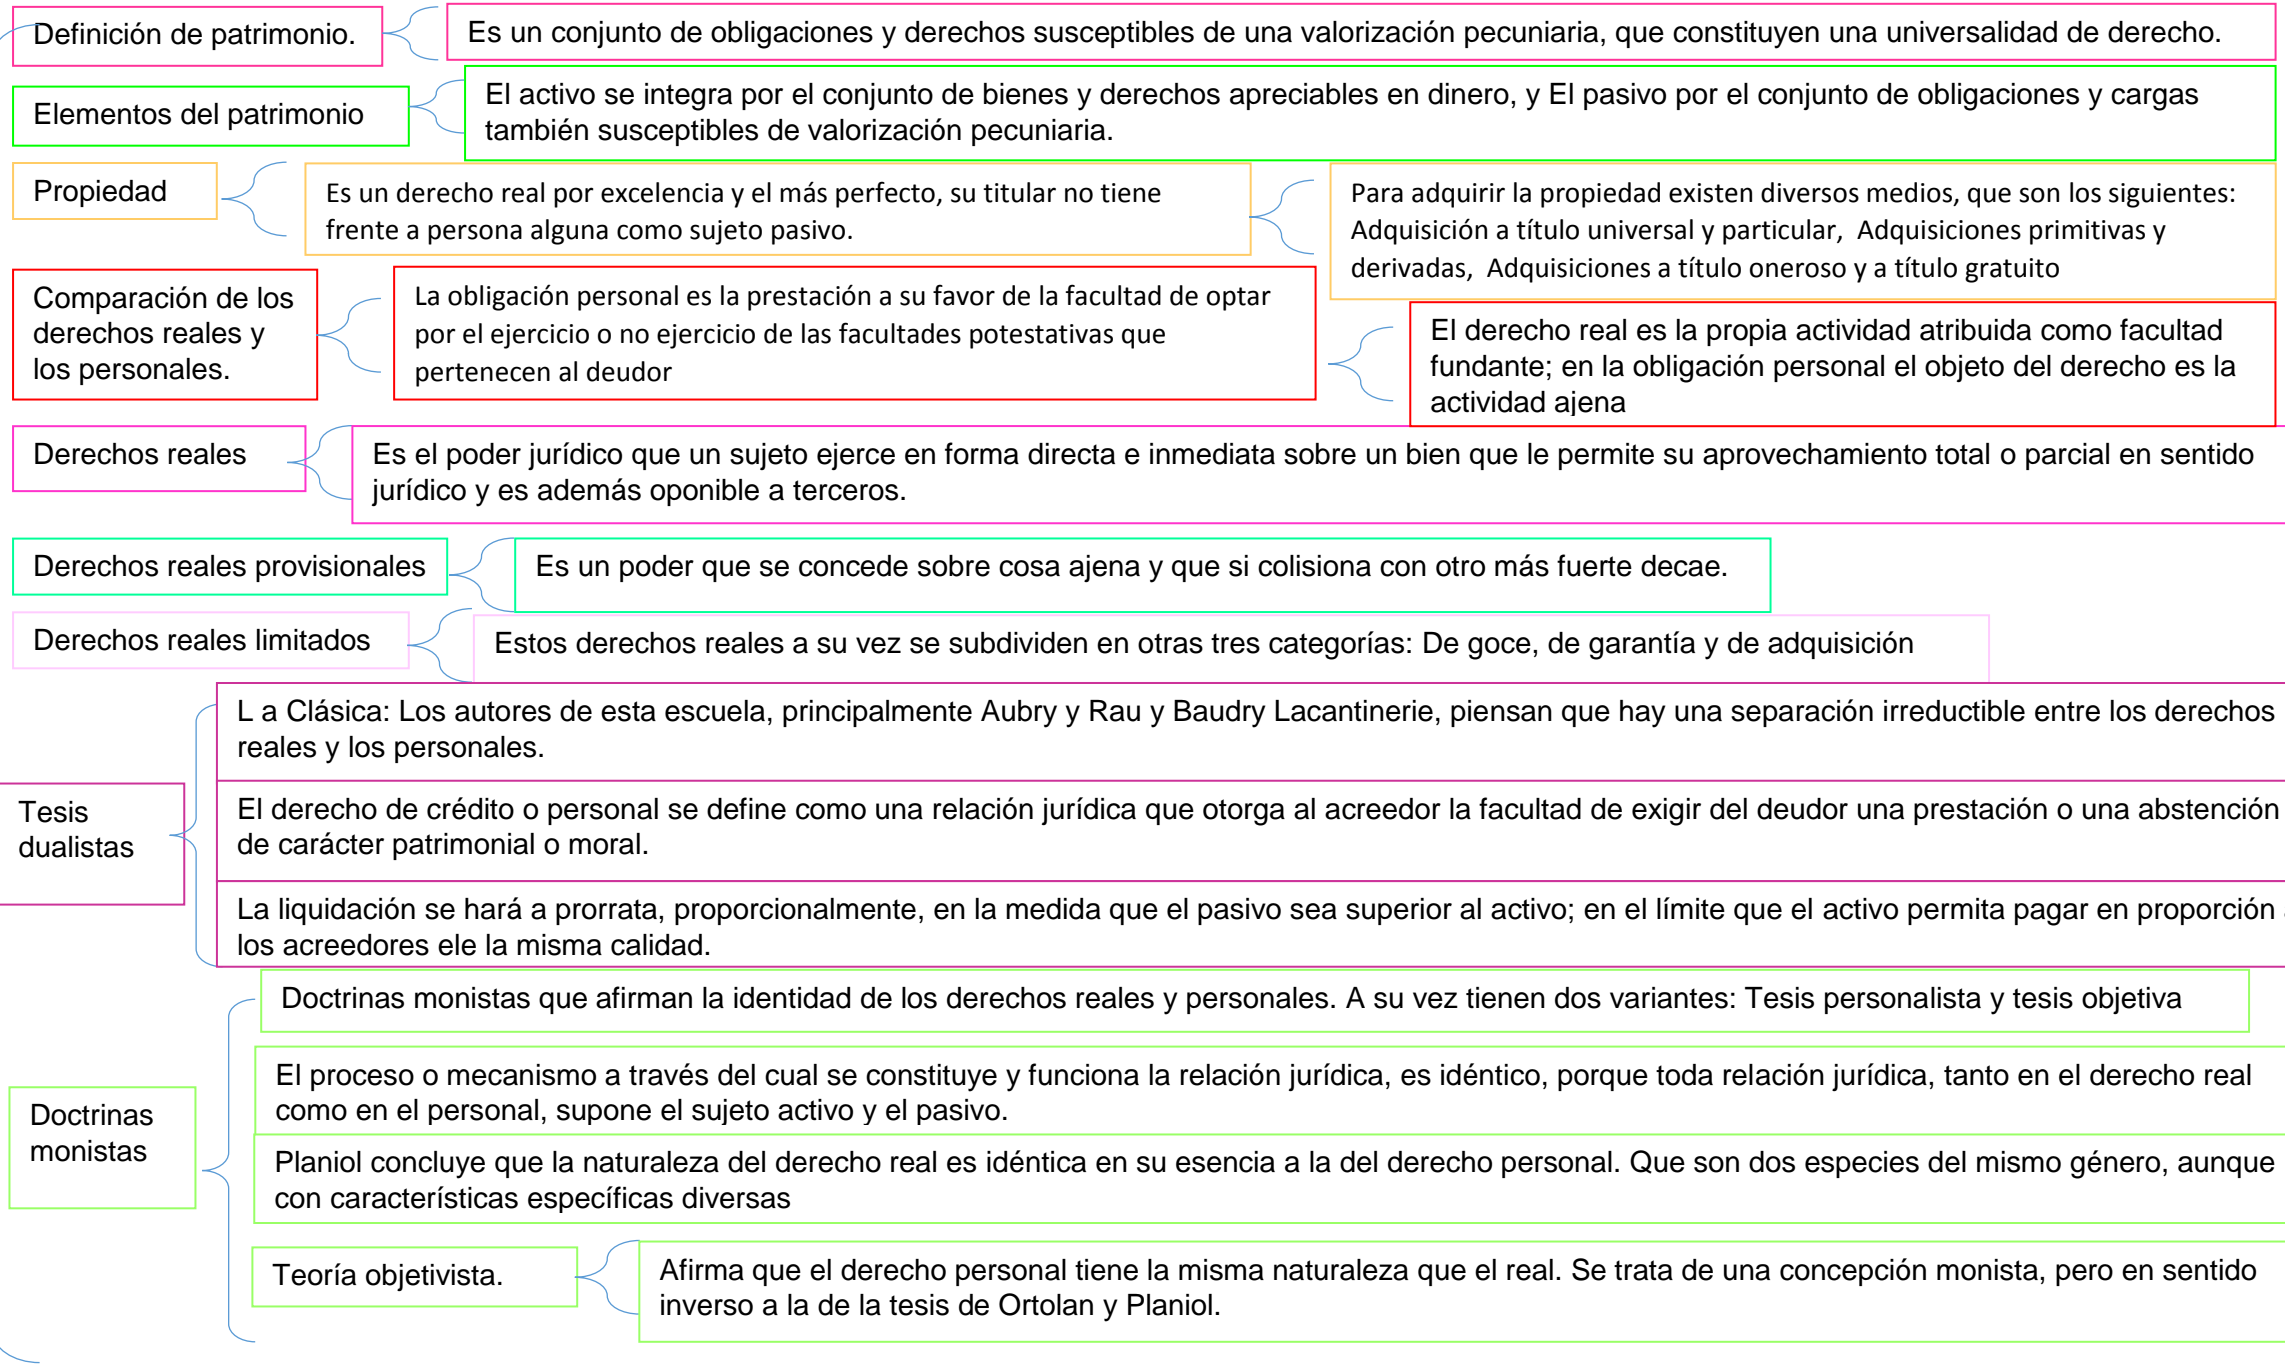 Definición de patrimonio.
Es un conjunto de obligaciones y derechos susceptibles de una valorización pecuniaria, que constituyen una universalidad de derecho.
Elementos del patrimonio
El activo se integra por el conjunto de bienes y derechos apreciables en dinero, y El pasivo por el conjunto de obligaciones y cargas
también susceptibles de valorización pecuniaria.
Propiedad
Es un derecho real por excelencia y el más perfecto, su titular no tiene
frente a persona alguna como sujeto pasivo.
Para adquirir la propiedad existen diversos medios, que son los siguientes:
Adquisición a título universal y particular, Adquisiciones primitivas y
derivadas, Adquisiciones a título oneroso y a título gratuito
Comparación de los
derechos reales y
los personales.
La obligación personal es la prestación a su favor de la facultad de optar
por el ejercicio o no ejercicio de las facultades potestativas que
pertenecen al deudor
El derecho real es la propia actividad atribuida como facultad
fundante; en la obligación personal el objeto del derecho es la
actividad ajena
Derechos reales
Es el poder jurídico que un sujeto ejerce en forma directa e inmediata sobre un bien que le permite su aprovechamiento total o parcial en sentido
jurídico y es además oponible a terceros.
Derechos reales provisionales
Es un poder que se concede sobre cosa ajena y que si colisiona con otro más fuerte decae.
Derechos reales limitados
Estos derechos reales a su vez se subdividen en otras tres categorías: De goce, de garantía y de adquisición
Tesis
dualistas
L a Clásica: Los autores de esta escuela, principalmente Aubry y Rau y Baudry Lacantinerie, piensan que hay una separación irreductible entre los derechos
reales y los personales.
El derecho de crédito o personal se define como una relación jurídica que otorga al acreedor la facultad de exigir del deudor una prestación o una abstención
de carácter patrimonial o moral.
La liquidación se hará a prorrata, proporcionalmente, en la medida que el pasivo sea superior al activo; en el límite que el activo permita pagar en proporción
los acreedores ele la misma calidad.
Doctrinas
monistas
Doctrinas monistas que afirman la identidad de los derechos reales y personales. A su vez tienen dos variantes: Tesis personalista y tesis objetiva
El proceso o mecanismo a través del cual se constituye y funciona la relación jurídica, es idéntico, porque toda relación jurídica, tanto en el derecho real
como en el personal, supone el sujeto activo y el pasivo.
Planiol concluye que la naturaleza del derecho real es idéntica en su esencia a la del derecho personal. Que son dos especies del mismo género, aunque
con características específicas diversas
Teoría objetivista.
Afirma que el derecho personal tiene la misma naturaleza que el real. Se trata de una concepción monista, pero en sentido
inverso a la de la tesis de Ortolan y Planiol.